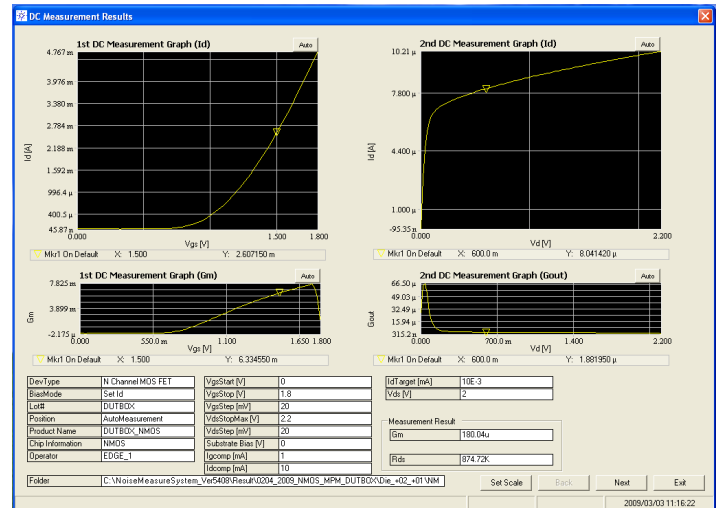 DC Measurement Results
1st DC Measurement Graph (Id)
Auto
4.767 m
3.976 m
3.380 m
2.784 m
2.188 m
1.592 m
996.4 µ
400.5 µ
45.87 n
Id [A]
0.000
1.500
1.800
Vgs [V]
Mkr1 On Default X: 1.500 Y: 2.607150 m
2nd DC Measurement Graph (Id)
Auto
10.21 µ
7.800 µ
4.400 µ
1.000 µ
-95.35 n
Id [A]
0.000
2.200
Vd [V]
Mkr1 On Default X: 600.0 m Y: 8.041420 µ
1st DC Measurement Graph (Gm)
Auto
7.825 m
3.899 m
-2.175 µ
Gm
0.000
550.0 m
1.100
1.650
1.800
Vgs [V]
Mkr1 On Default X: 1.500 Y: 6.334550 m
2nd DC Measurement Graph (Gout)
Auto
66.50 µ
49.03 µ
32.49 µ
15.94 µ
315.2 n
Gout
0.000
700.0 m
1.400
2.200
Vd [V]
Mkr1 On Default X: 600.0 m Y: 1.881950 µ
DevType N Channel MOS FET
BiasMode Set Id
Lot# DUTBOX
Position AutoMeasurement
Product Name DUTBOX_NMOS
Chip Information NMOS
Operator EDGE_1
VgsStart [V] 0
VgsStop [V] 1.8
VgsStep [mV] 20
VdsStopMax [V] 2.2
VdsStep [mV] 20
Substrate Bias [V] 0
Igcomp [mA] 1
Idcomp [mA] 10
IdTarget [mA] 10E-3
Vds [V] 2
Measurement Result
Gm 180.04u
Rds 874.72K
Folder C:\NoiseMeasureSystem_Ver5408\Result\0204_2009_NMOS_MPM_DUTBOX\Die_+02_+01\NM
Set Scale
Back
Next
Exit
2009/03/03 11:16:22